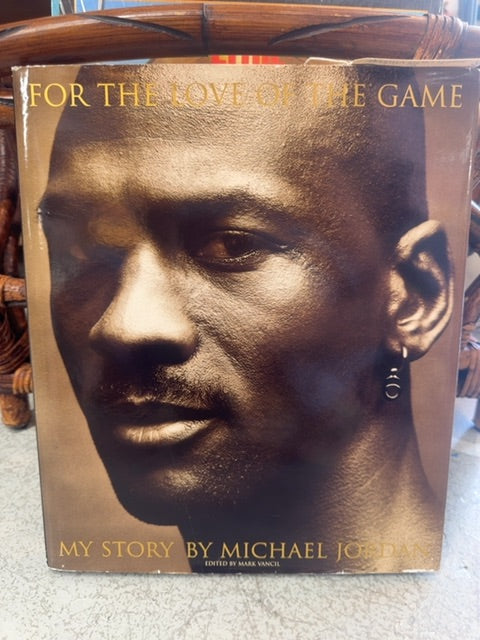 FOR THE LOVE OF THE GAME
MY STORY BY MICHAEL JORDAN
EDITED BY MARK VANCIL